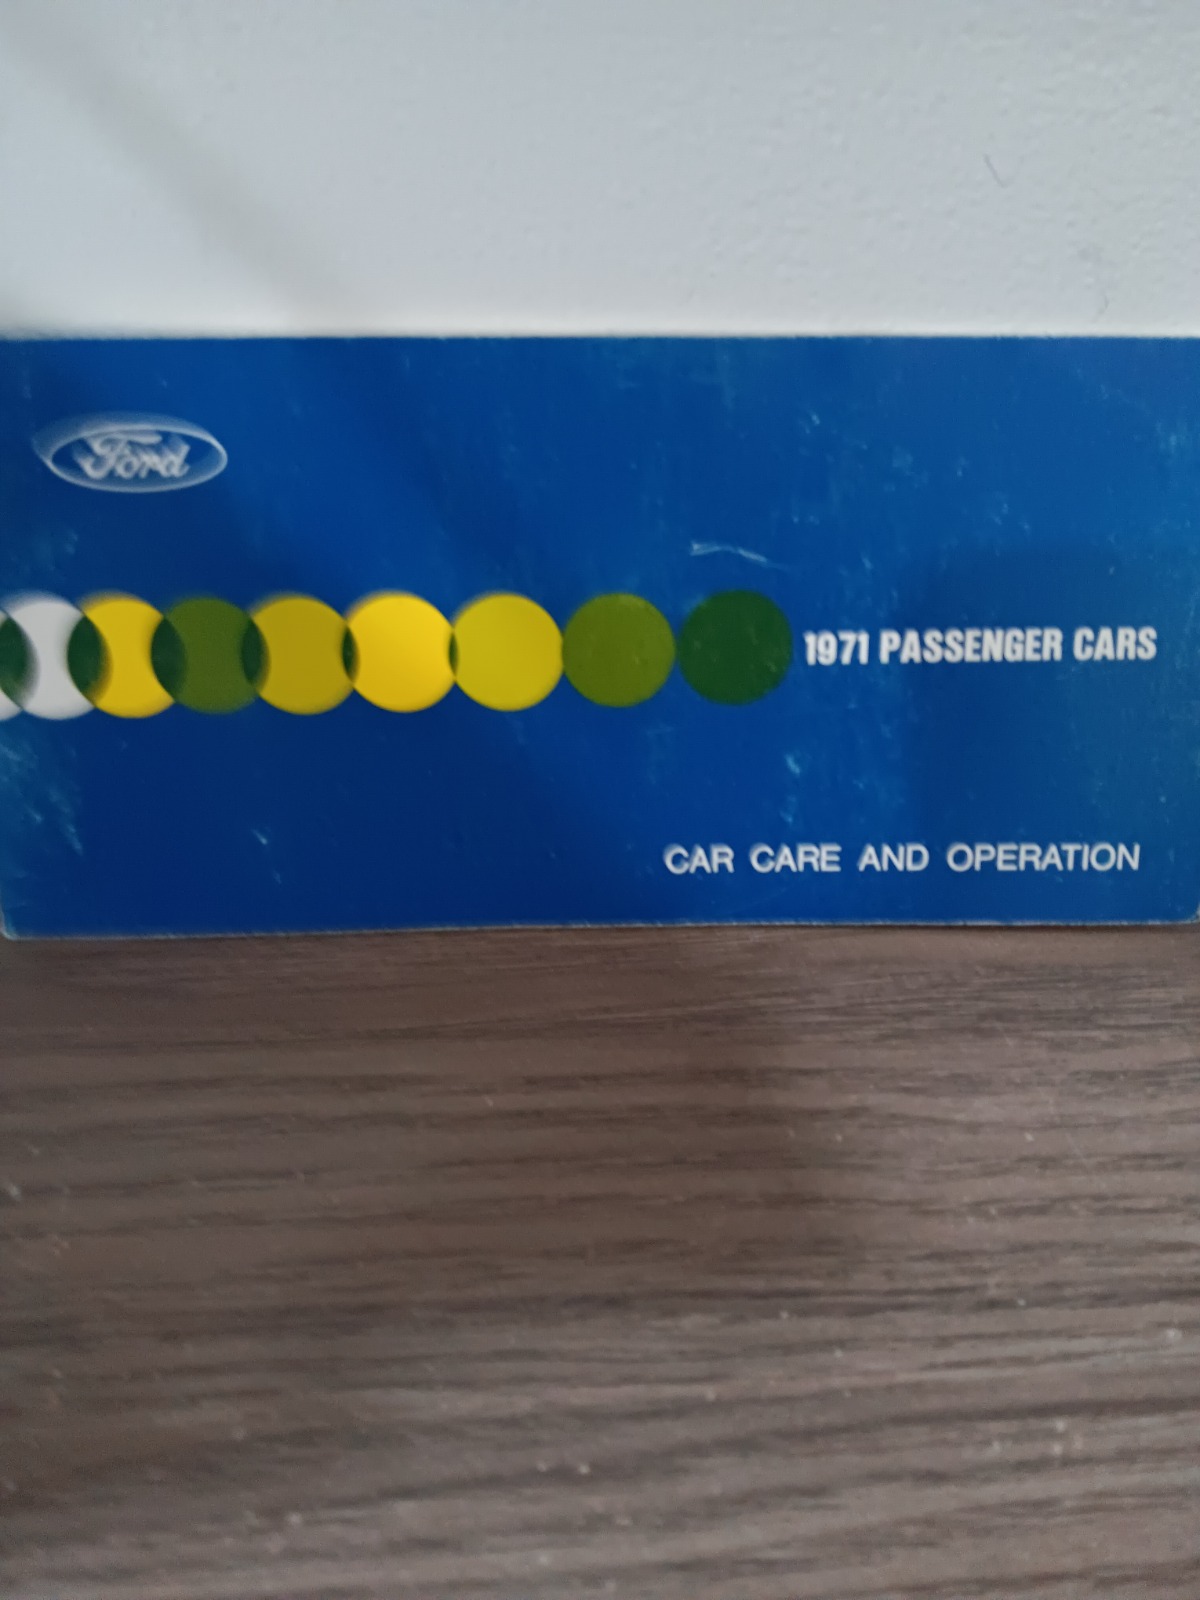 Ford
1971 PASSENGER CARS
CAR CARE AND OPERATION